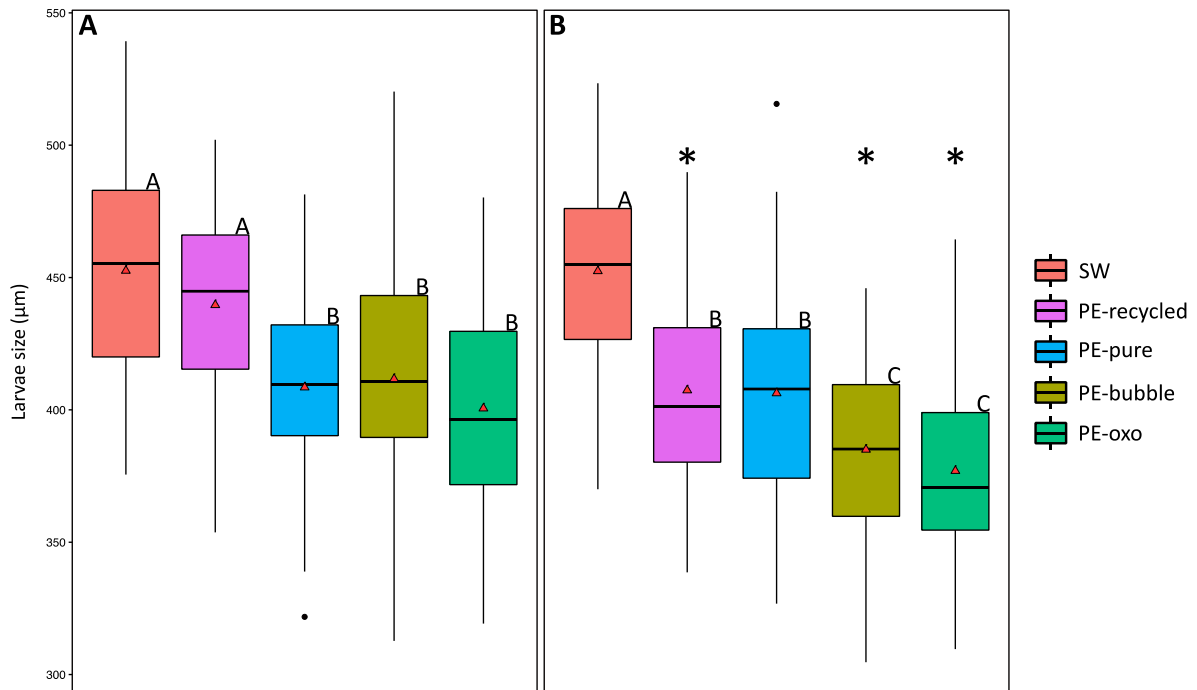 A
B
550
500
450
400
350
300
Larvae size (µm)
A
A
B
B
B
*
*
*
A
B
B
C
C
SW
PE-recycled
PE-pure
PE-bubble
PE-oxo